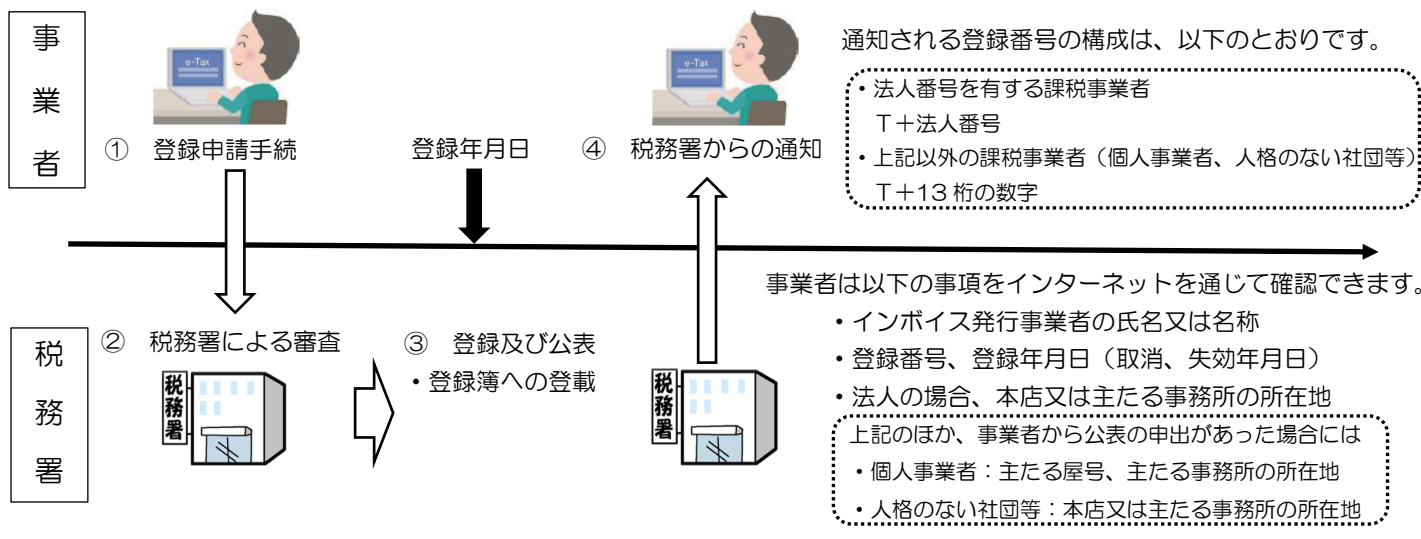 事業者
e-Tax
① 登録申請手続
登録年月日
e-Tax
④ 税務署からの通知
通知される登録番号の構成は、以下のとおりです。
・法人番号を有する課税事業者
T+法人番号
・上記以外の課税事業者(個人事業者、人格のない社団等)
T+13桁の数字
税務署
② 税務署による審査
税務署
③ 登録及び公表
・登録簿への登載
税務署
事業者は以下の事項をインターネットを通じて確認できます。
・インボイス発行事業者の氏名又は名称
・登録番号、登録年月日(取消、失効年月日)
・法人の場合、本店又は主たる事務所の所在地
上記のほか、事業者から公表の申出があった場合には
・個人事業者:主たる屋号、主たる事務所の所在地
・人格のない社団等:本店又は主たる事務所の所在地